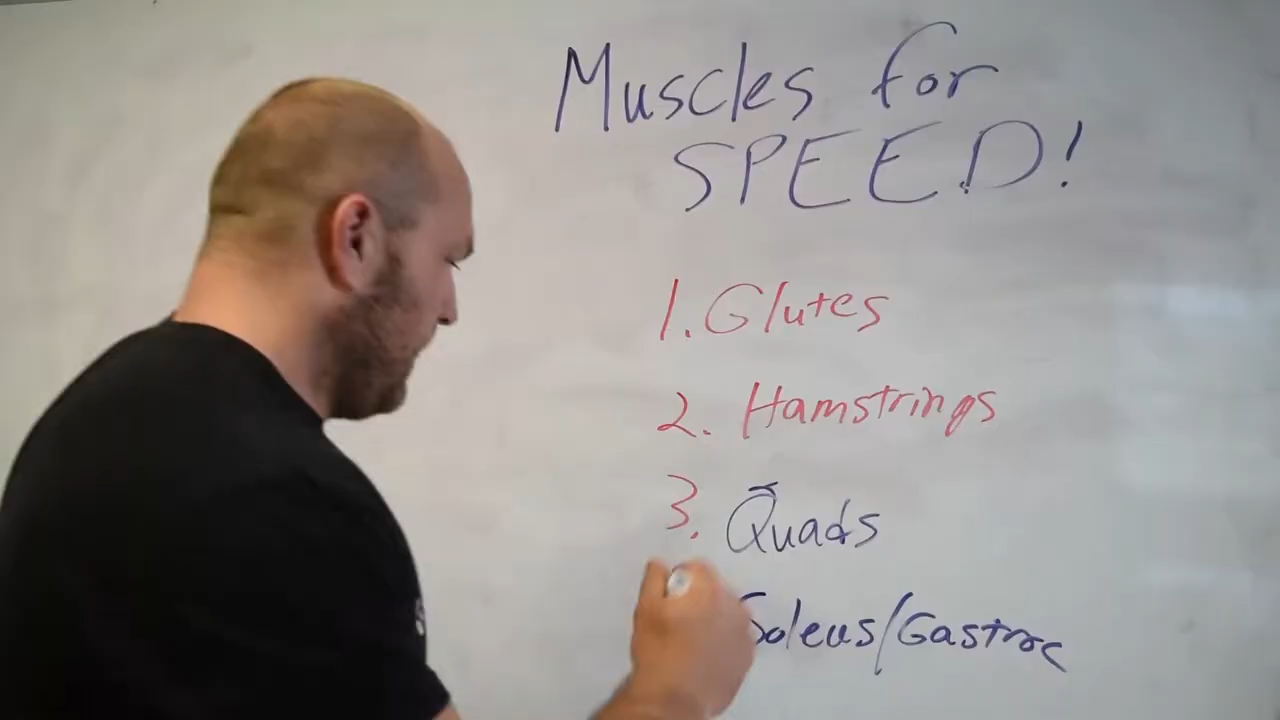 Muscles for
SPEED!
1. Glutes
2. Hamstrings
3. Quads
Soleus/Gastroc